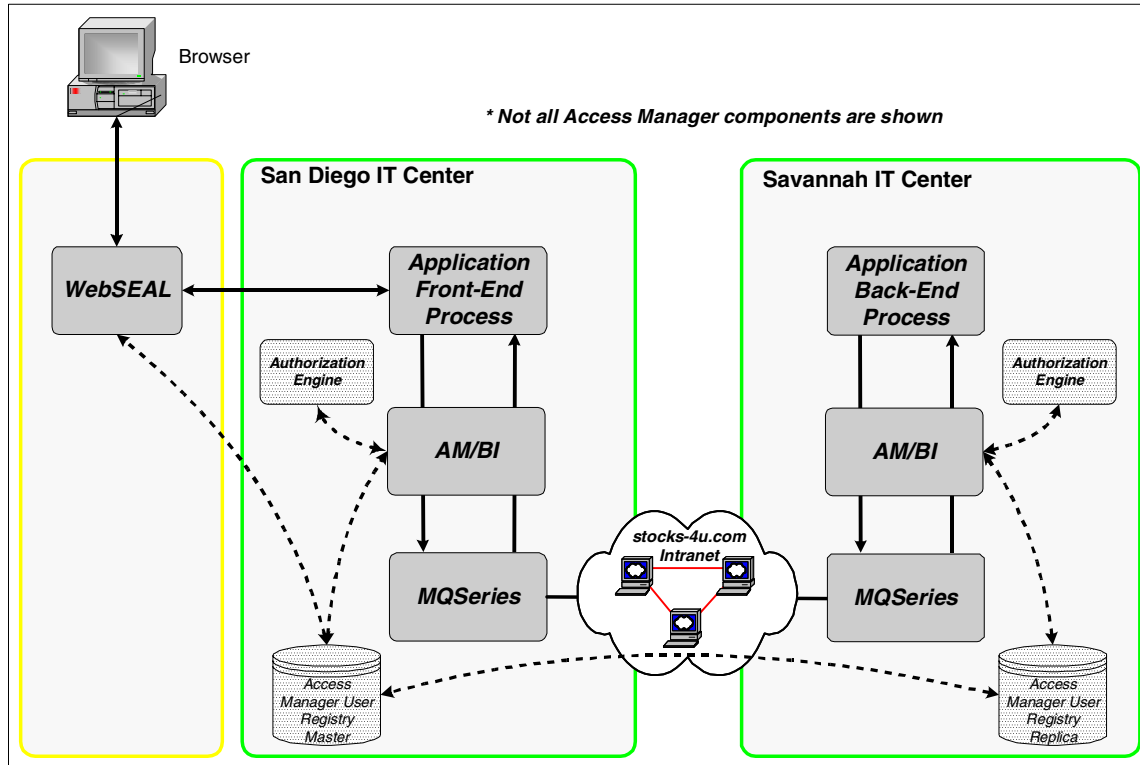 Browser
* Not all Access Manager components are shown
San Diego IT Center
Savannah IT Center
WebSEAL
Application
Front-End
Process
Application
Back-End
Process
Authorization
Engine
Authorization
Engine
AM/BI
AM/BI
stocks-4u.com
Intranet
MQSeries
MQSeries
Access
Manager User
Registry
Master
Access
Manager User
Registry
Replica